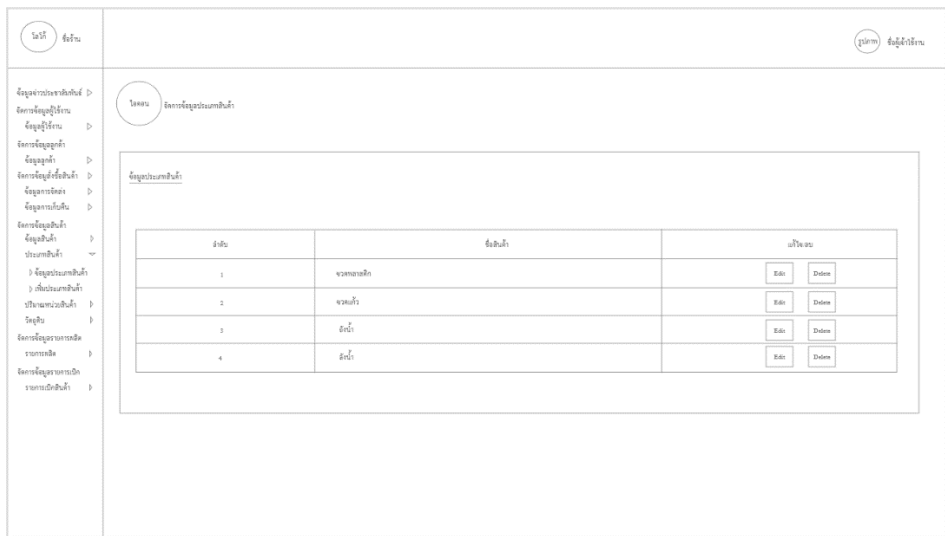 โลโก้
ชื่อร้าน
รูปภาพ
ชื่อผู้เข้าใช้งาน
ข้อมูลข่าวประชาสัมพันธ์
จัดการข้อมูลผู้ใช้งาน
ข้อมูลผู้ใช้งาน
จัดการข้อมูลลูกค้า
ข้อมูลลูกค้า
จัดการข้อมูลสั่งซื้อสินค้า
ข้อมูลการจัดส่ง
ข้อมูลการเก็บคืน
จัดการข้อมูลสินค้า
ข้อมูลสินค้า
ประเภทสินค้า
ข้อมูลประเภทสินค้า
เพิ่มประเภทสินค้า
ปริมาณหน่วยสินค้า
วัตถุดิบ
จัดการข้อมูลรายการผลิต
รายการผลิต
จัดการข้อมูลรายการเบิก
รายการเบิกสินค้า
ไอคอน
จัดการข้อมูลประเภทสินค้า
ข้อมูลประเภทสินค้า
ลำดับ ชื่อสินค้า แก้ไข/ลบ
1 ขวดพลาสติก Edit Delete
2 ขวดแก้ว Edit Delete
3 ถังน้ำ Edit Delete
4 ลังน้ำ Edit Delete